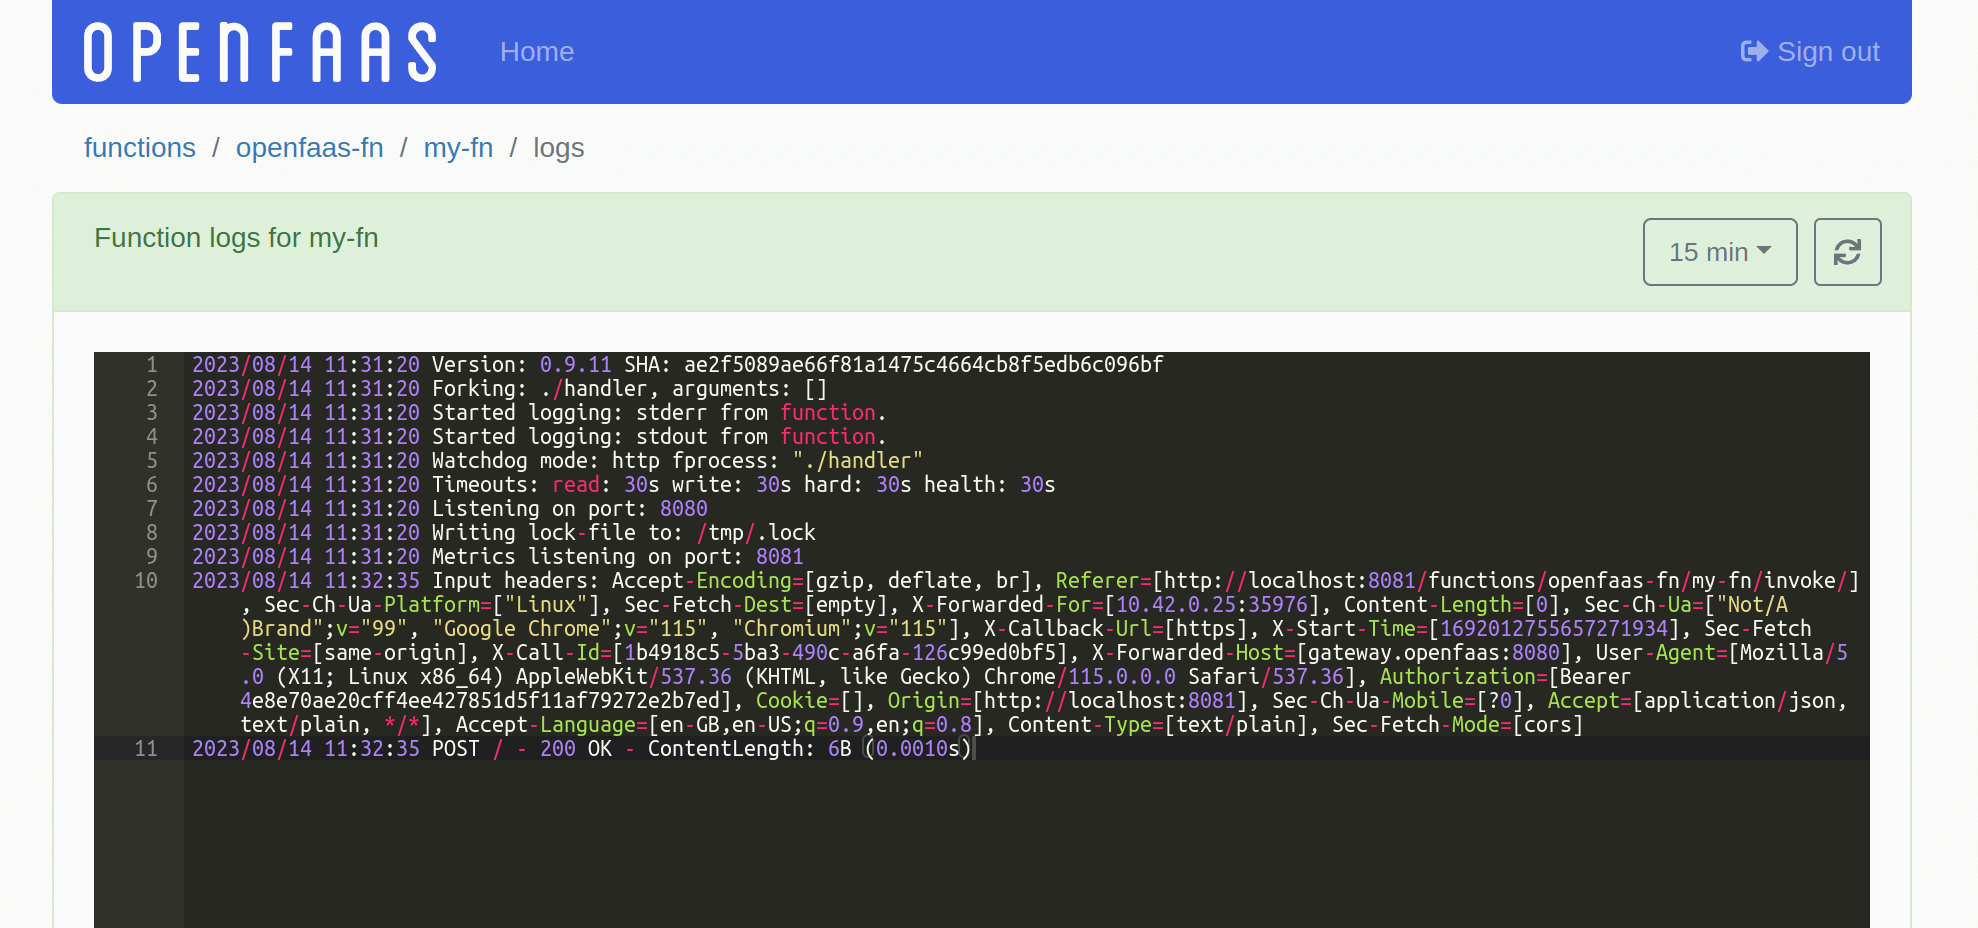 OPENFAAS Home Sign out
functions / openfaas-fn / my-fn / logs
Function logs for my-fn 15 min
1 2023/08/14 11:31:20 Version: 0.9.11 SHA: ae2f5089ae66f81a1475c4664cb8f5edb6c096bf
2 2023/08/14 11:31:20 Forking: ./handler, arguments: []
3 2023/08/14 11:31:20 Started logging: stderr from function.
4 2023/08/14 11:31:20 Started logging: stdout from function.
5 2023/08/14 11:31:20 Watchdog mode: http fprocess: "./handler"
6 2023/08/14 11:31:20 Timeouts: read: 30s write: 30s hard: 30s health: 30s
7 2023/08/14 11:31:20 Listening on port: 8080
8 2023/08/14 11:31:20 Writing lock-file to: /tmp/.lock
9 2023/08/14 11:31:20 Metrics listening on port: 8081
10 2023/08/14 11:32:35 Input headers: Accept-Encoding=[gzip, deflate, br], Referer=[http://localhost:8081/functions/openfaas-fn/my-fn/invoke/]
, Sec-Ch-Ua-Platform=["Linux"], Sec-Fetch-Dest=[empty], X-Forwarded-For=[10.42.0.25:35976], Content-Length=[0], Sec-Ch-Ua=["Not/A
)Brand";v="99", "Google Chrome";v="115", "Chromium";v="115"], X-Callback-Url=[https], X-Start-Time=[1692012755657271934], Sec-Fetch
-Site=[same-origin], X-Call-Id=[1b4918c5-5ba3-490c-a6fa-126c99ed0bf5], X-Forwarded-Host=[gateway.openfaas:8080], User-Agent=[Mozilla/5
.0 (X11; Linux x86_64) AppleWebKit/537.36 (KHTML, like Gecko) Chrome/115.0.0.0 Safari/537.36], Authorization=[Bearer
4e8e70ae20cff4ee427851d5f11af79272e2b7ed], Cookie=[], Origin=[http://localhost:8081], Sec-Ch-Ua-Mobile=[?0], Accept=[application/json,
text/plain, */*], Accept-Language=[en-GB,en-US;q=0.9,en;q=0.8], Content-Type=[text/plain], Sec-Fetch-Mode=[cors]
11 2023/08/14 11:32:35 POST / - 200 OK - ContentLength: 6B (0.0010s)